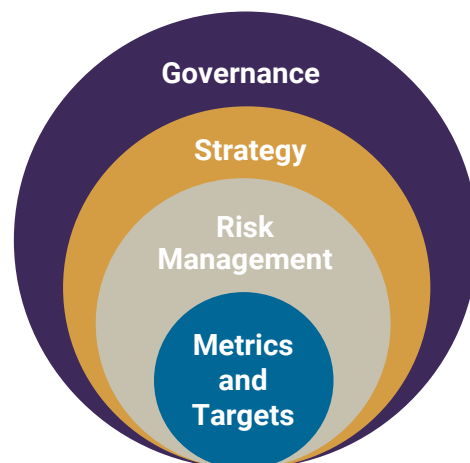 Governance
Strategy
Risk
Management
Metrics
and
Targets